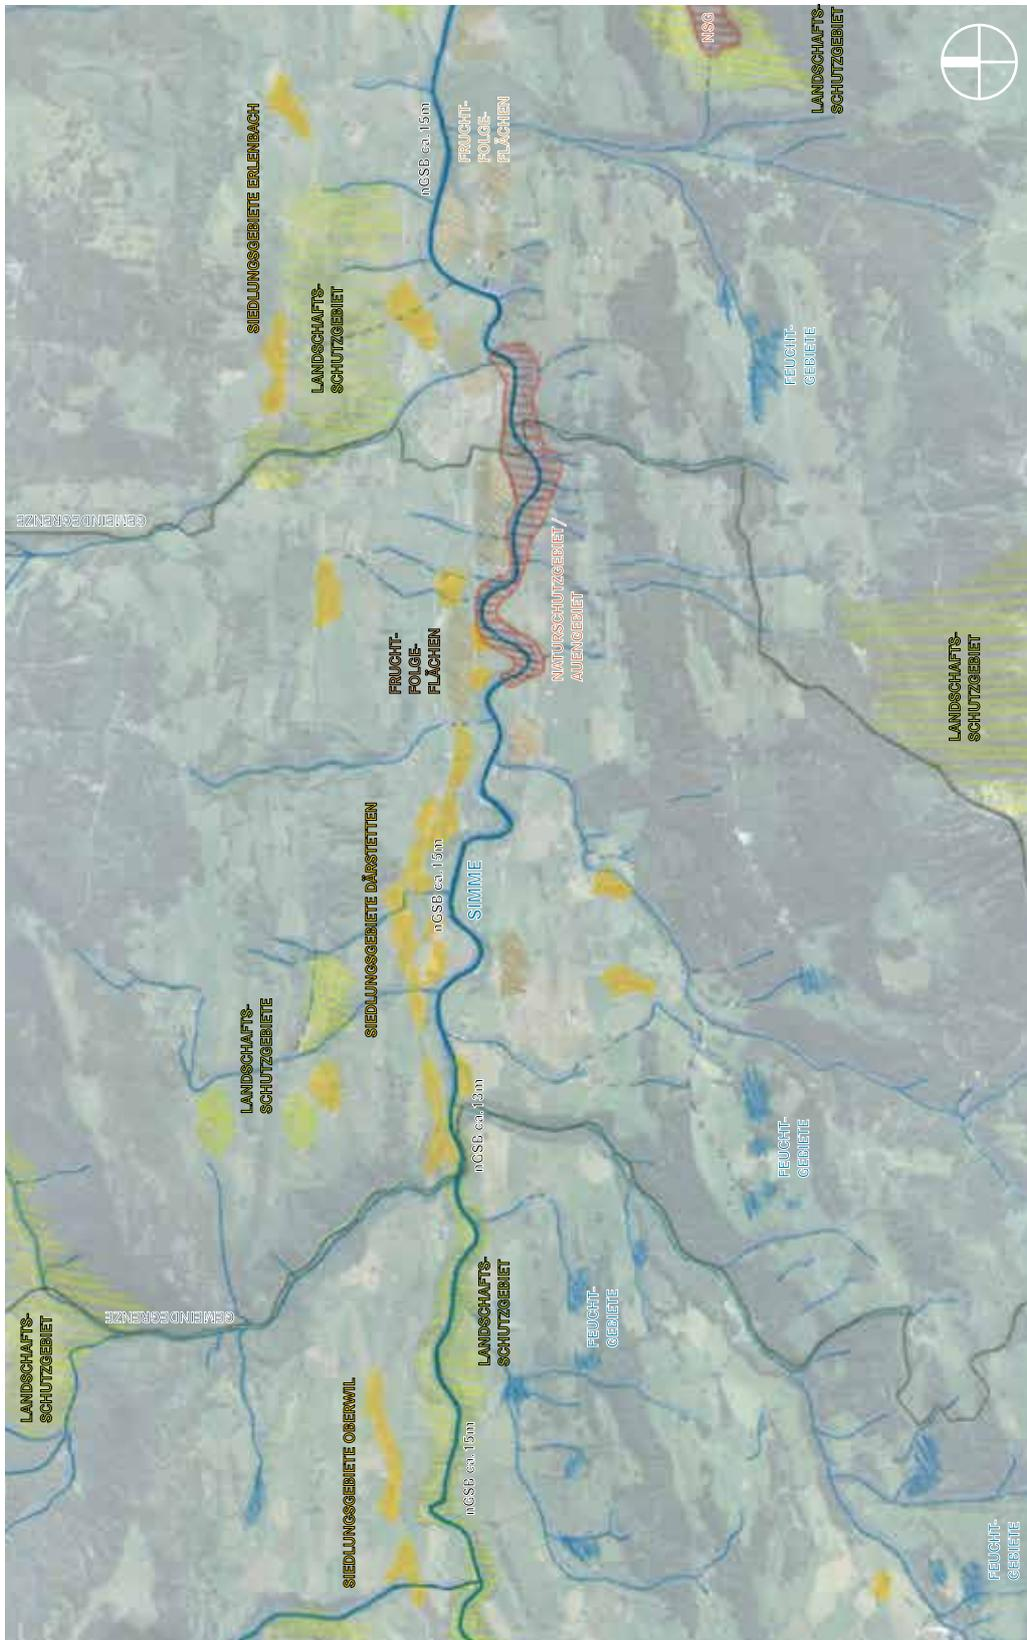 NSG
LANDSCHAFTS-
SCHUTZGEBIET
SIEDLUNGSGEBIETE ERLENBACH
nGSB ca. 15m
FRUCHT-
FOLGE-
FLÄCHEN
LANDSCHAFTS-
SCHUTZGEBIET
FEUCHT-
GEBIETE
GEMEINDEGRENZE
NATURSCHUTZGEBIET/
AUENGEBIET
FRUCHT-
FOLGE-
FLÄCHEN
LANDSCHAFTS-
SCHUTZGEBIET
SIEDLUNGSGEBIETE DÄRSTETTEN
nGSB ca. 15m
SIMME
LANDSCHAFTS-
SCHUTZGEBIETE
nGSB ca. 13m
FEUCHT-
GEBIETE
GEMEINDEGRENZE
LANDSCHAFTS-
SCHUTZGEBIET
LANDSCHAFTS-
SCHUTZGEBIET
FEUCHT-
GEBIETE
SIEDLUNGSGEBIETE OBERWIL
nGSB ca. 15m
FEUCHT-
GEBIETE